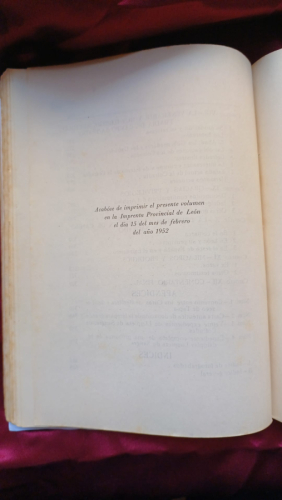 Acabóse de imprimir el presente volumen
en la Imprenta Provincial de León
el día 15 del mes de febrero
del año 1952